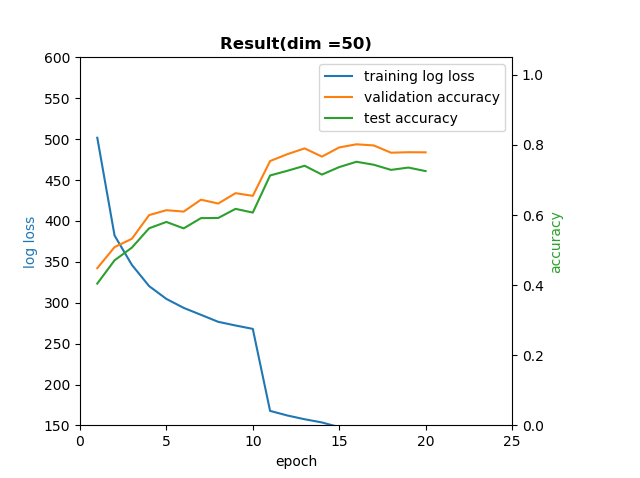 Result(dim =50)
training log loss
validation accuracy
test accuracy
600
550
500
450
400
350
300
250
200
150
log loss
1.0
0.8
0.6
0.4
0.2
0.0
accuracy
0 5 10 15 20 25
epoch